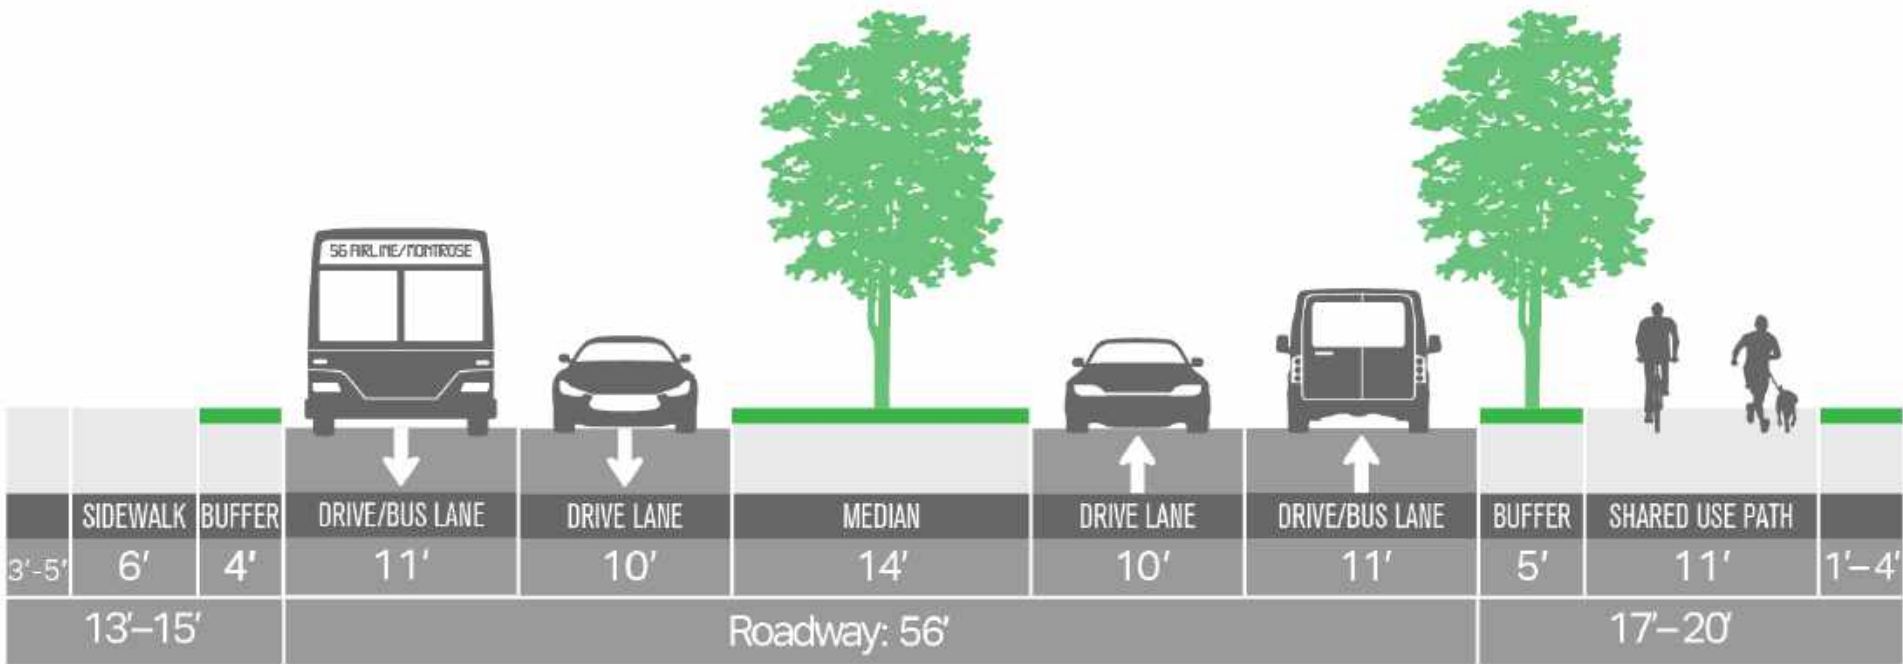 56 AIRLINE/MONTROSE
SIDEWALK BUFFER DRIVE/BUS LANE DRIVE LANE MEDIAN DRIVE LANE DRIVE/BUS LANE BUFFER SHARED USE PATH
3'-5' 6' 4' 11' 10' 14' 10' 11' 5' 11' 1'–4'
13'–15' Roadway: 56' 17'–20'